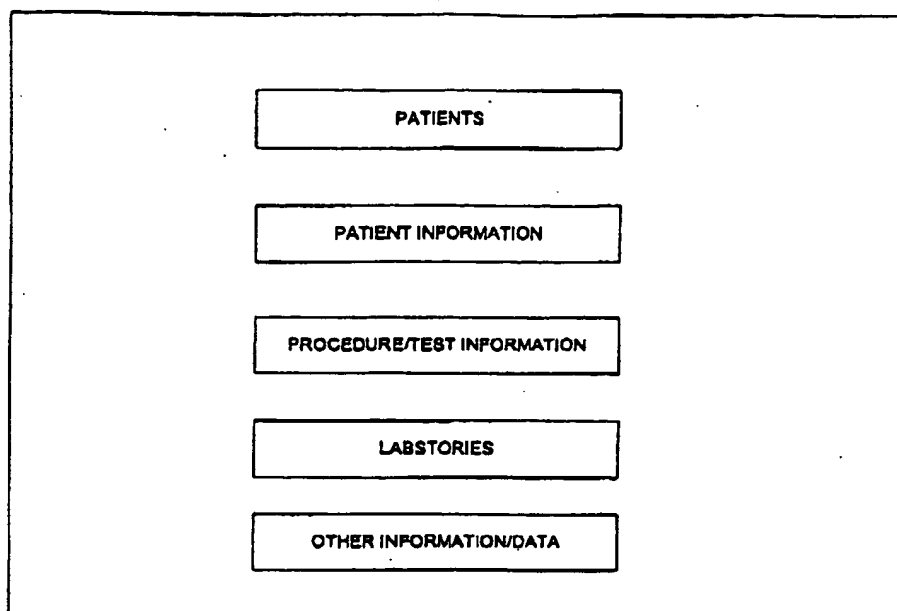 PATIENTS
PATIENT INFORMATION
PROCEDURE/TEST INFORMATION
LABSTORIES
OTHER INFORMATION/DATA